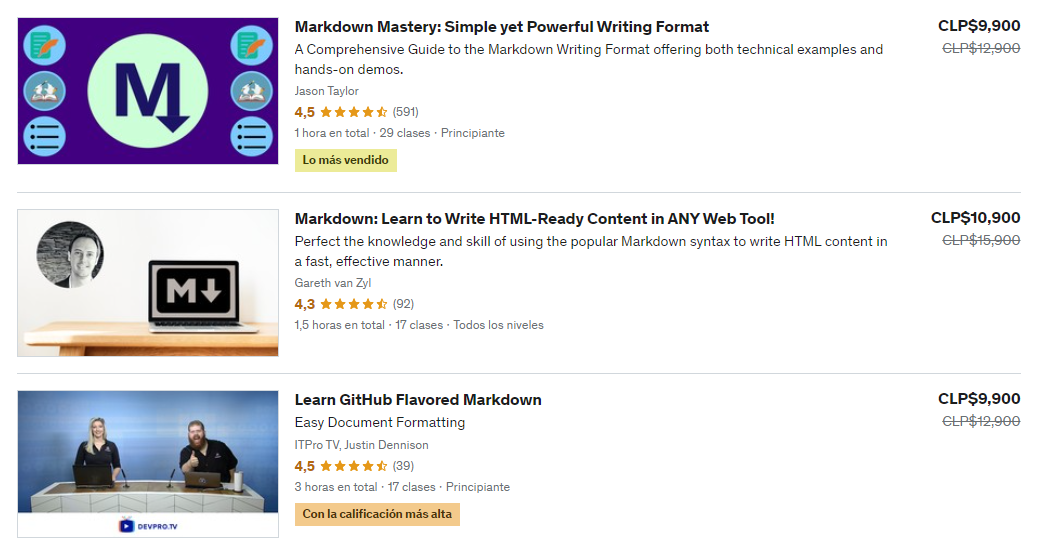 M
Markdown Mastery: Simple yet Powerful Writing Format
CLP$9,900
A Comprehensive Guide to the Markdown Writing Format offering both technical examples and
CLP$12,900
hands-on demos.
Jason Taylor
4,5 (591)
1 hora en total · 29 clases · Principiante
Lo más vendido
M
Markdown: Learn to Write HTML-Ready Content in ANY Web Tool!
CLP$10,900
Perfect the knowledge and skill of using the popular Markdown syntax to write HTML content in
CLP$15,900
a fast, effective manner.
Gareth van Zyl
4,3 (92)
1,5 horas en total · 17 clases · Todos los niveles
Learn GitHub Flavored Markdown
CLP$9,900
Easy Document Formatting
CLP$12,900
ITPro TV, Justin Dennison
4,5 (39)
3 horas en total · 17 clases · Principiante
Con la calificación más alta
DEVPRO.TV